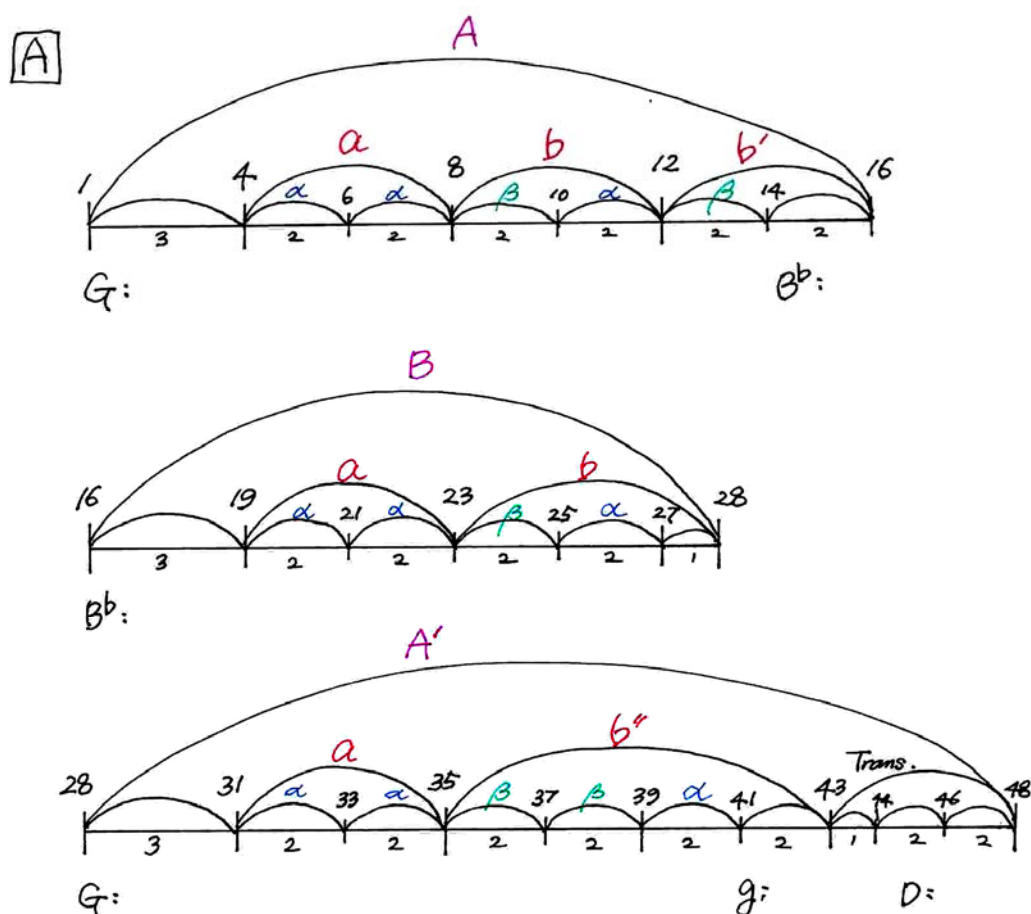 A
A
a b b'
1 4 α 6 α 8 β 10 α 12 β 14 16
3 2 2 2 2 2 2
G: B♭:
B
a b
16 19 α 21 α 23 β 25 α 27 28
3 2 2 2 2 1
B♭:
A'
a b" Trans.
28 31 α 33 α 35 β 37 β 39 α 41 43 44 46 48
3 2 2 2 2 2 2 1 2 2
G: g: D: